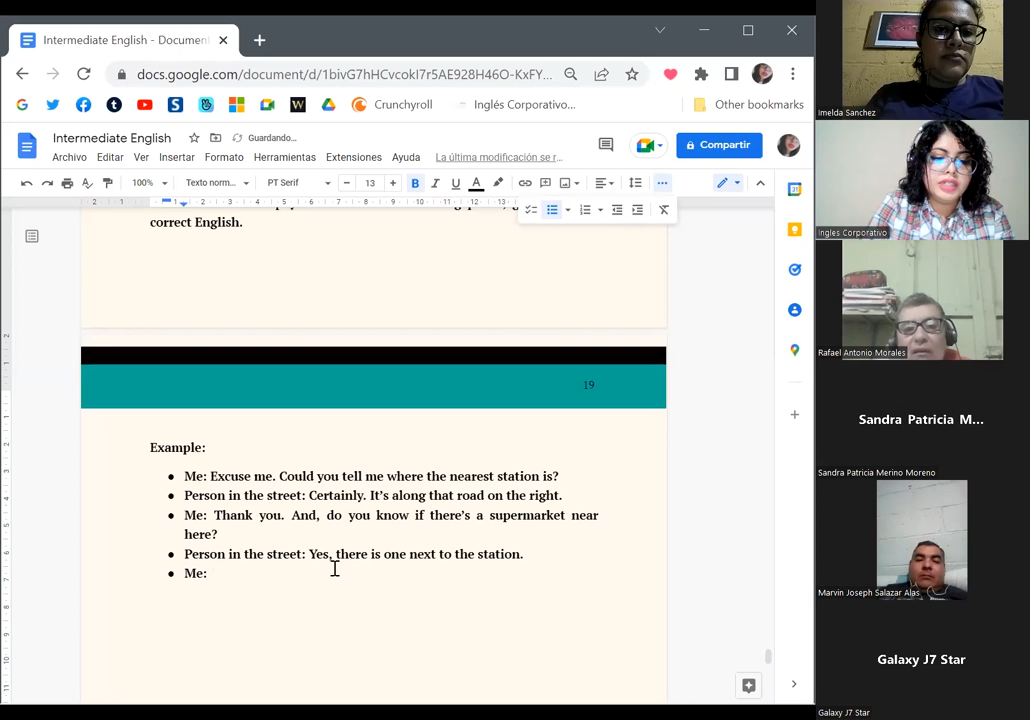 Intermediate English - Document
docs.google.com/document/d/1bivG7hHCvcokI7r5AE928H46O-KxFY...
Crunchyroll
Inglés Corporativo...
Other bookmarks
Intermediate English
Guardando...
Archivo Editar Ver Insertar Formato Herramientas Extensiones Ayuda La última modificación se r...
Compartir
100% Texto norm... PT Serif 13
correct English.
19
Example:
Me: Excuse me. Could you tell me where the nearest station is?
Person in the street: Certainly. It's along that road on the right.
Me: Thank you. And, do you know if there's a supermarket near
here?
Person in the street: Yes, there is one next to the station.
Me:
Imelda Sanchez
Ingles Corporativo
Rafael Antonio Morales
Sandra Patricia M...
Sandra Patricia Merino Moreno
Marvin Joseph Salazar Alas
Galaxy J7 Star
Galaxy J7 Star